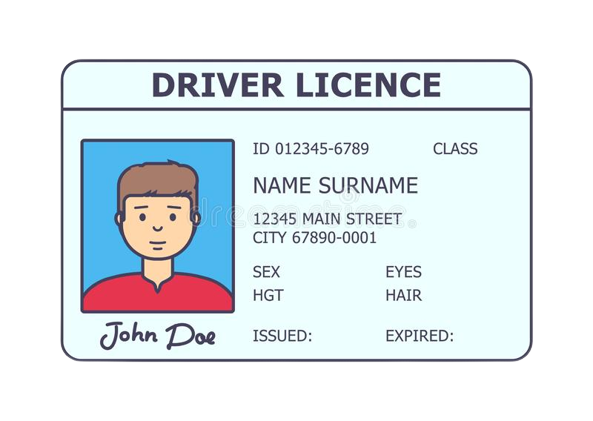 DRIVER LICENCE
ID 012345-6789 CLASS
NAME SURNAME
12345 MAIN STREET
CITY 67890-0001
SEX EYES
HGT HAIR
John Doe
ISSUED: EXPIRED:
dreamstime